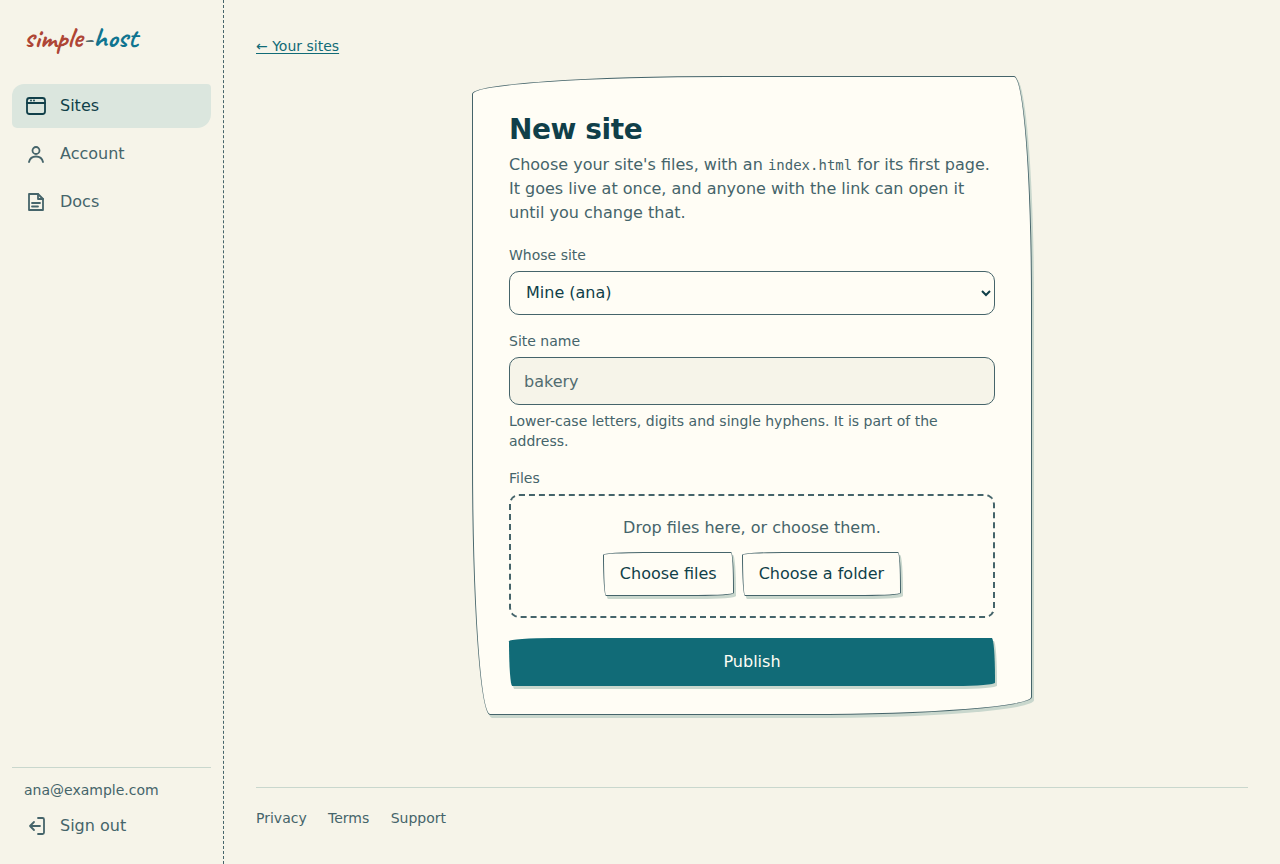 simple-host
Sites
Account
Docs
ana@example.com
Sign out
← Your sites
New site
Choose your site's files, with an index.html for its first page.
It goes live at once, and anyone with the link can open it
until you change that.
Whose site
Mine (ana)
Site name
bakery
Lower-case letters, digits and single hyphens. It is part of the
address.
Files
Drop files here, or choose them.
Choose files
Choose a folder
Publish
Privacy
Terms
Support